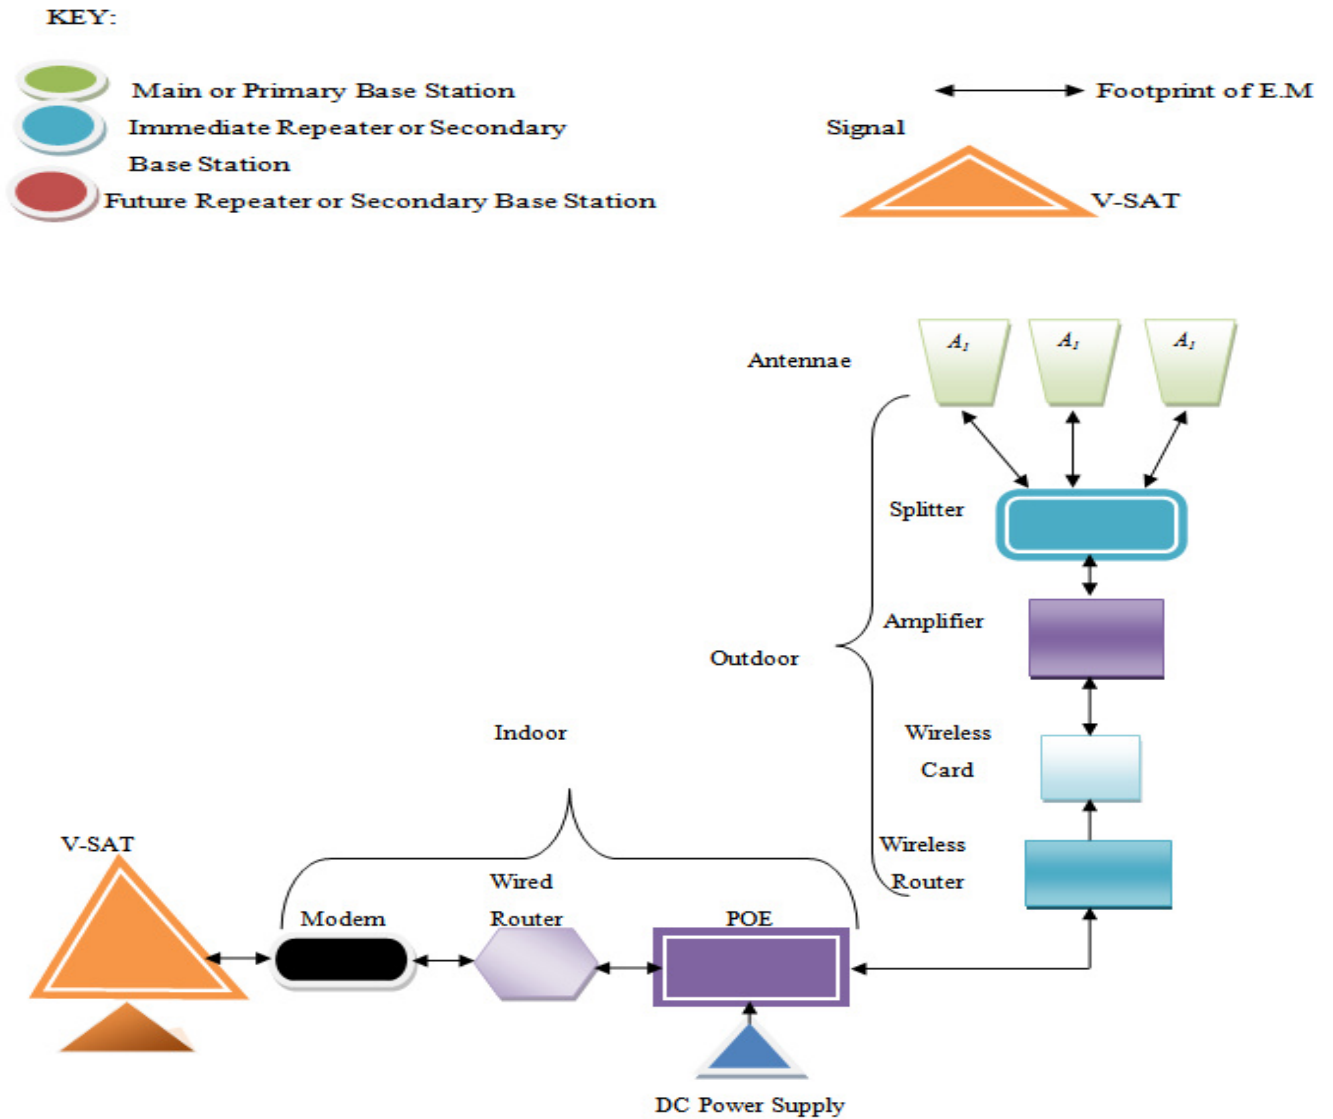 KEY:
Main or Primary Base Station
Immediate Repeater or Secondary
Base Station
Future Repeater or Secondary Base Station
Footprint of E.M
Signal
V-SAT
Antennae
A₁ A₁ A₁
Splitter
Amplifier
Outdoor
Wireless
Card
Wireless
Router
Indoor
V-SAT
Modem
Wired
Router
POE
DC Power Supply